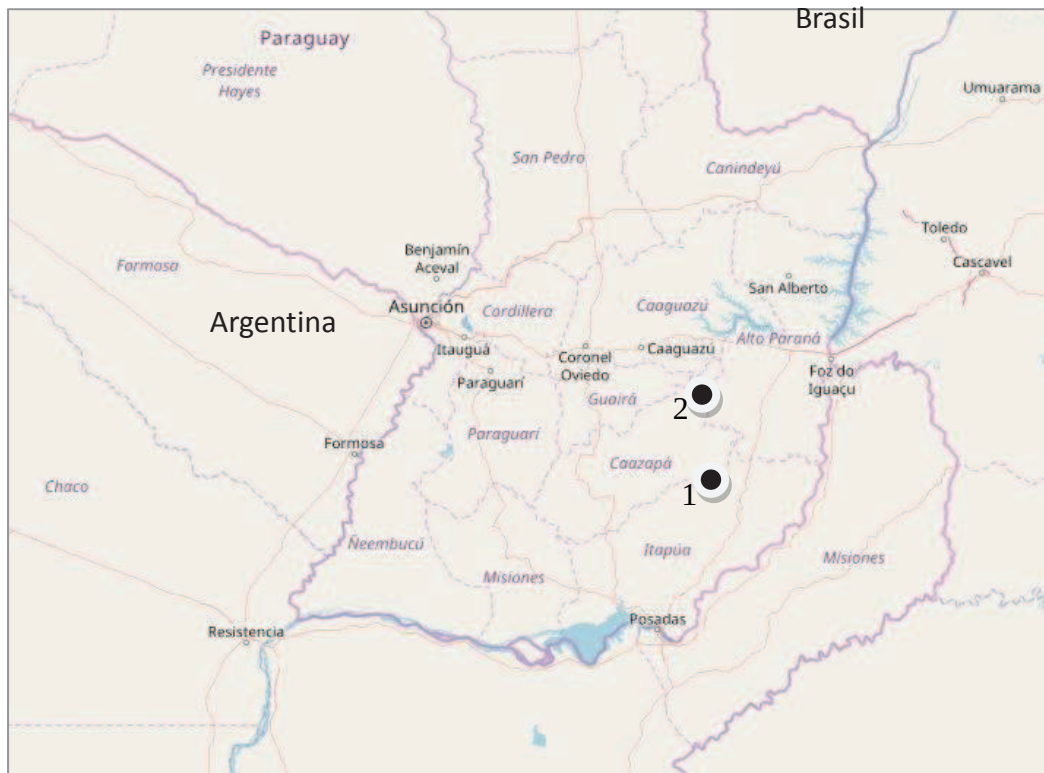 Brasil
Paraguay
Presidente
Hayes
Umuarama
San Pedro
Canindeyú
Toledo
Benjamín
Aceval
Formosa
Cascavel
San Alberto
Asunción
Cordillera
Caaguazú
Argentina
Itauguá
Coronel
Oviedo
Caaguazú
Alto Paraná
Paraguarí
Foz do
Iguaçu
Guairá
2
Paraguarí
Formosa
Caazapá
Chaco
1
Ñeembucú
Itapúa
Misiones
Misiones
Resistencia
Posadas